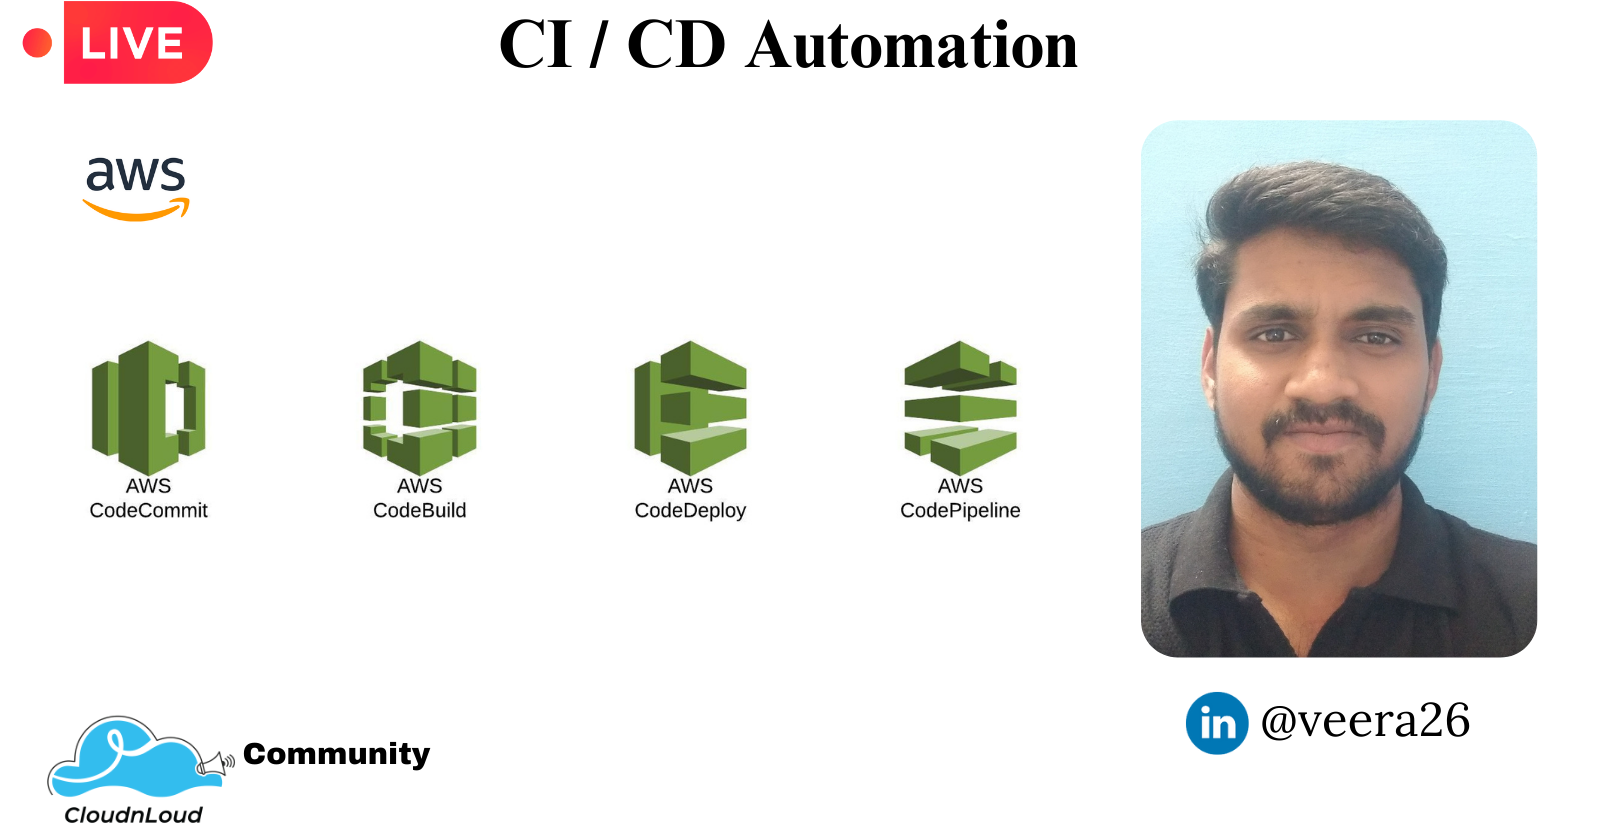 LIVE
CI / CD Automation
aws
AWS
CodeCommit
AWS
CodeBuild
AWS
CodeDeploy
AWS
CodePipeline
in @veera26
Community
CloudnLoud